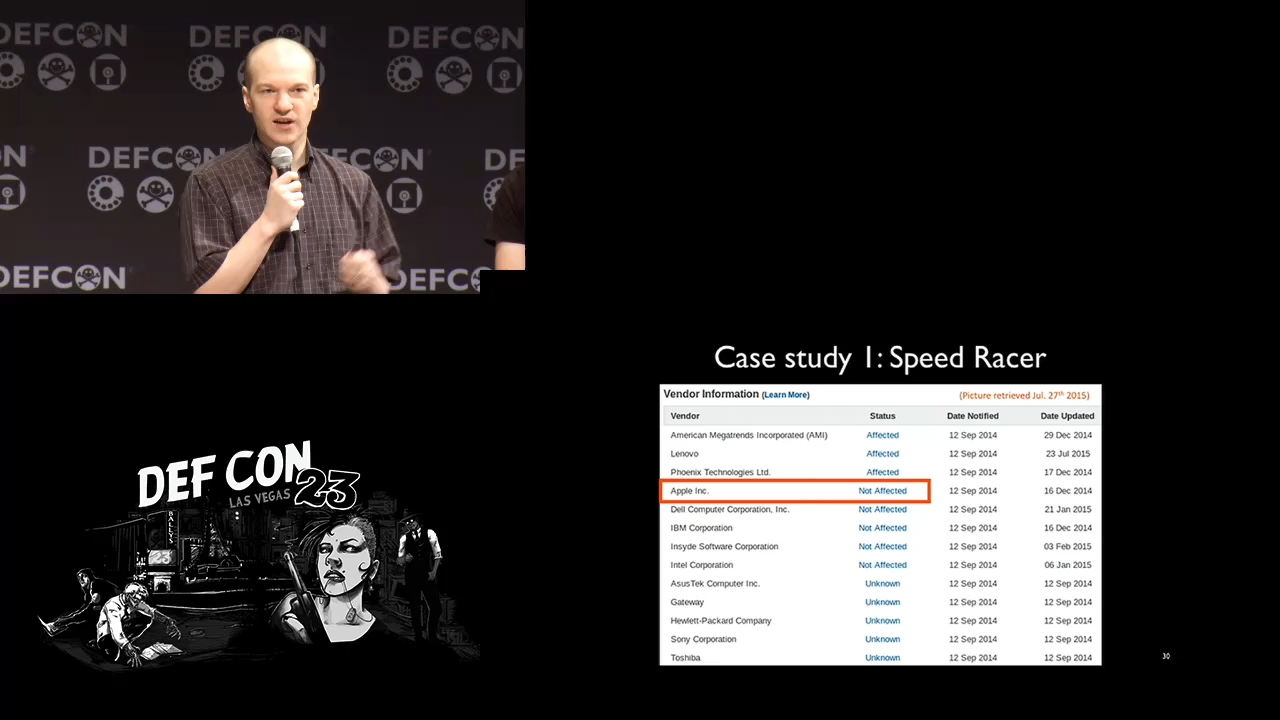 DEFCON DEFCON DEFCON
ON DEFCON DEFCON DEF
DEFCON DEFCON
DEF CON 23
LAS VEGAS
BALLYS
23
Case study 1: Speed Racer
Vendor Information (Learn More) (Picture retrieved Jul. 27th 2015)
Vendor Status Date Notified Date Updated
American Megatrends Incorporated (AMI) Affected 12 Sep 2014 29 Dec 2014
Lenovo Affected 12 Sep 2014 23 Jul 2015
Phoenix Technologies Ltd. Affected 12 Sep 2014 17 Dec 2014
Apple Inc. Not Affected 12 Sep 2014 16 Dec 2014
Dell Computer Corporation, Inc. Not Affected 12 Sep 2014 21 Jan 2015
IBM Corporation Not Affected 12 Sep 2014 16 Dec 2014
Insyde Software Corporation Not Affected 12 Sep 2014 03 Feb 2015
Intel Corporation Not Affected 12 Sep 2014 06 Jan 2015
AsusTek Computer Inc. Unknown 12 Sep 2014 12 Sep 2014
Gateway Unknown 12 Sep 2014 12 Sep 2014
Hewlett-Packard Company Unknown 12 Sep 2014 12 Sep 2014
Sony Corporation Unknown 12 Sep 2014 12 Sep 2014
Toshiba Unknown 12 Sep 2014 12 Sep 2014
30